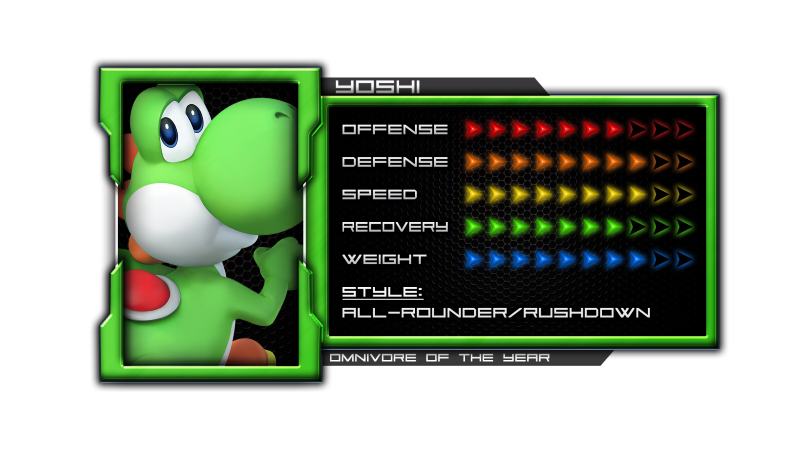 YOSHI
OFFENSE
DEFENSE
SPEED
RECOVERY
WEIGHT
STYLE:
ALL-ROUNDER/RUSHDOWN
OMNIVORE OF THE YEAR